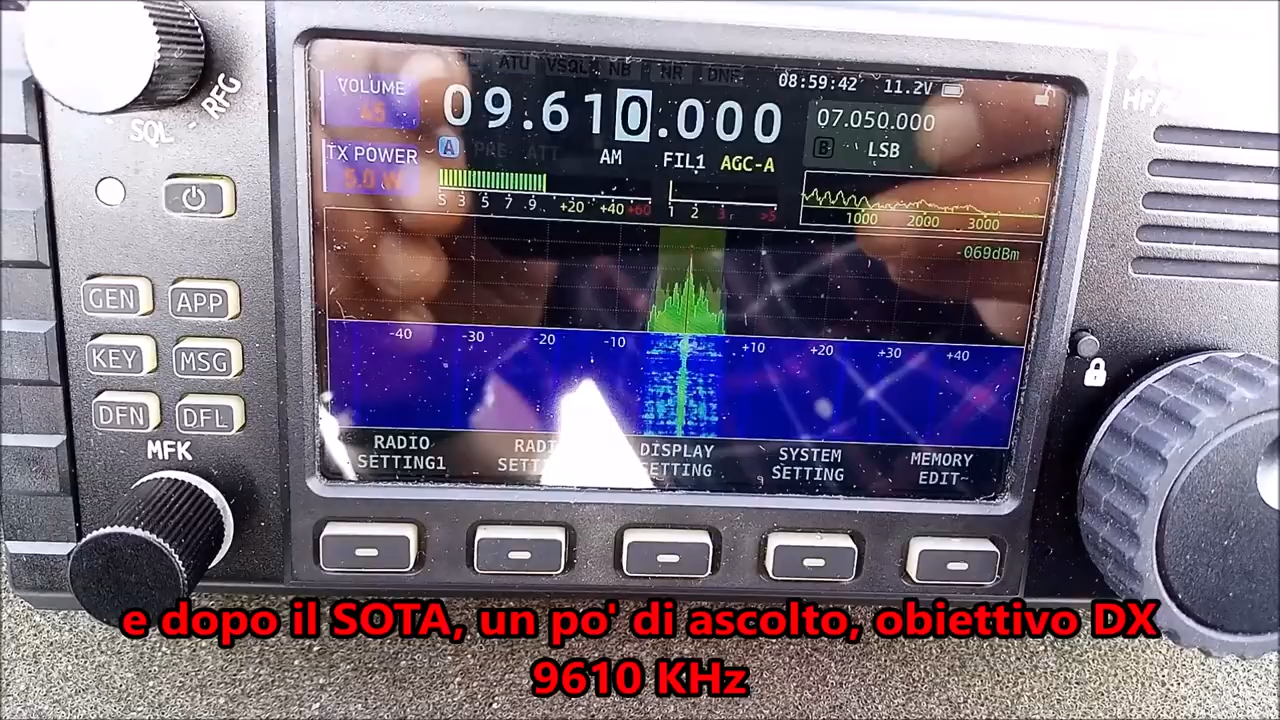 ATU VSQL NB NR DNF
08:59:42 11.2V
VOLUME
45
09.610.000
07.050.000
A PRE ATT AM FIL1 AGC-A
B LSB
TX POWER
5.0 W
S 3 5 7 9 +20 +40 +60
1 2 3 >5
1000 2000 3000
-069dBm
-40 -30 -20 -10 +10 +20 +30 +40
RADIO SETTING1
DISPLAY SETTING
SYSTEM SETTING
MEMORY EDIT~
SQL RFG
GEN APP
KEY MSG
DFN DFL
MFK
e dopo il SOTA, un po' di ascolto, obiettivo DX
9610 KHz